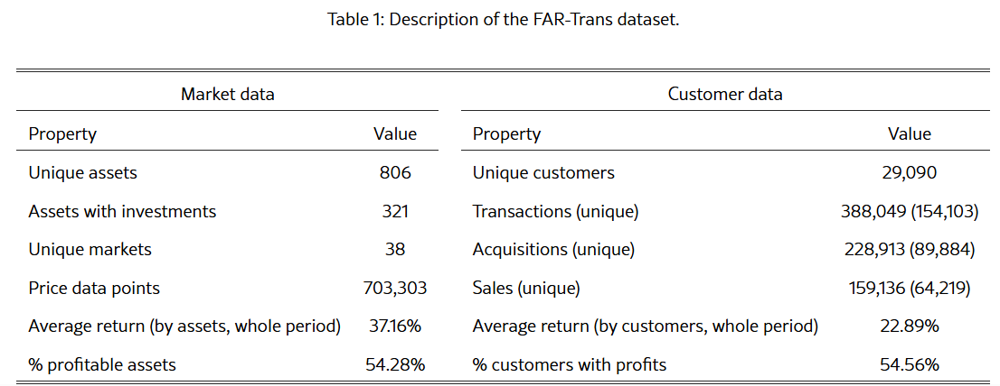 Table 1: Description of the FAR-Trans dataset.
Market data Customer data
Property Value Property Value
Unique assets 806 Unique customers 29,090
Assets with investments 321 Transactions (unique) 388,049 (154,103)
Unique markets 38 Acquisitions (unique) 228,913 (89,884)
Price data points 703,303 Sales (unique) 159,136 (64,219)
Average return (by assets, whole period) 37.16% Average return (by customers, whole period) 22.89%
% profitable assets 54.28% % customers with profits 54.56%